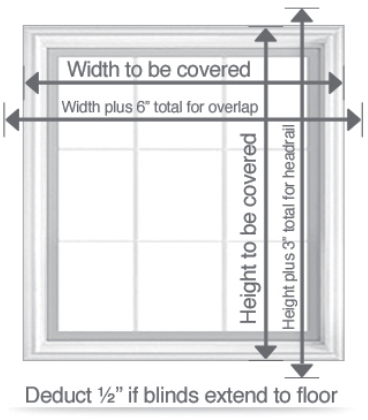 Width to be covered
Width plus 6" total for overlap
Height to be covered
Height plus 3" total for headrail
Deduct ½" if blinds extend to floor